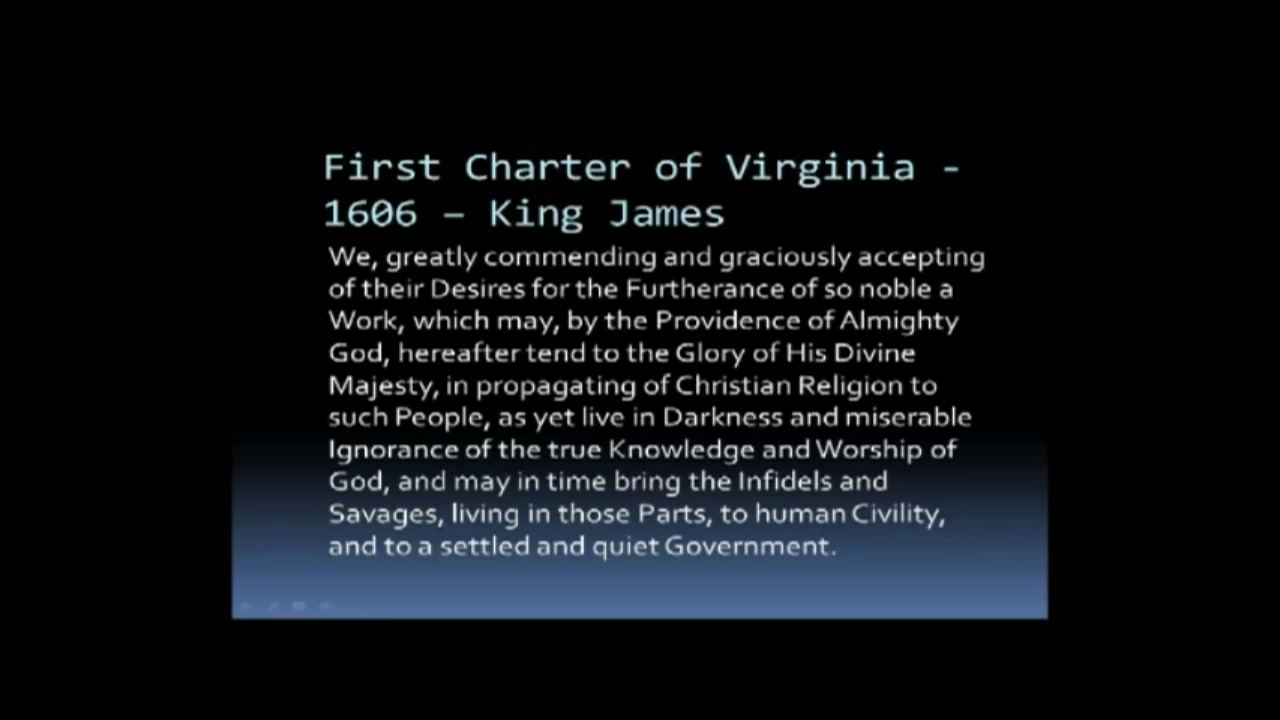 First Charter of Virginia -
1606 – King James
We, greatly commending and graciously accepting
of their Desires for the Furtherance of so noble a
Work, which may, by the Providence of Almighty
God, hereafter tend to the Glory of His Divine
Majesty, in propagating of Christian Religion to
such People, as yet live in Darkness and miserable
Ignorance of the true Knowledge and Worship of
God, and may in time bring the Infidels and
Savages, living in those Parts, to human Civility,
and to a settled and quiet Government.